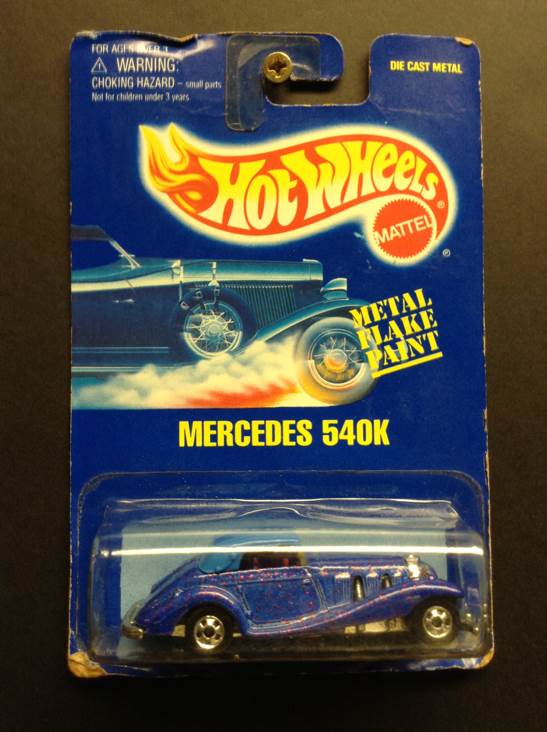 FOR AGES OVER 3
⚠ WARNING:
CHOKING HAZARD – small parts
Not for children under 3 years
DIE CAST METAL
HOT WHEELS®
MATTEL
®
METAL
FLAKE
PAINT
MERCEDES 540K